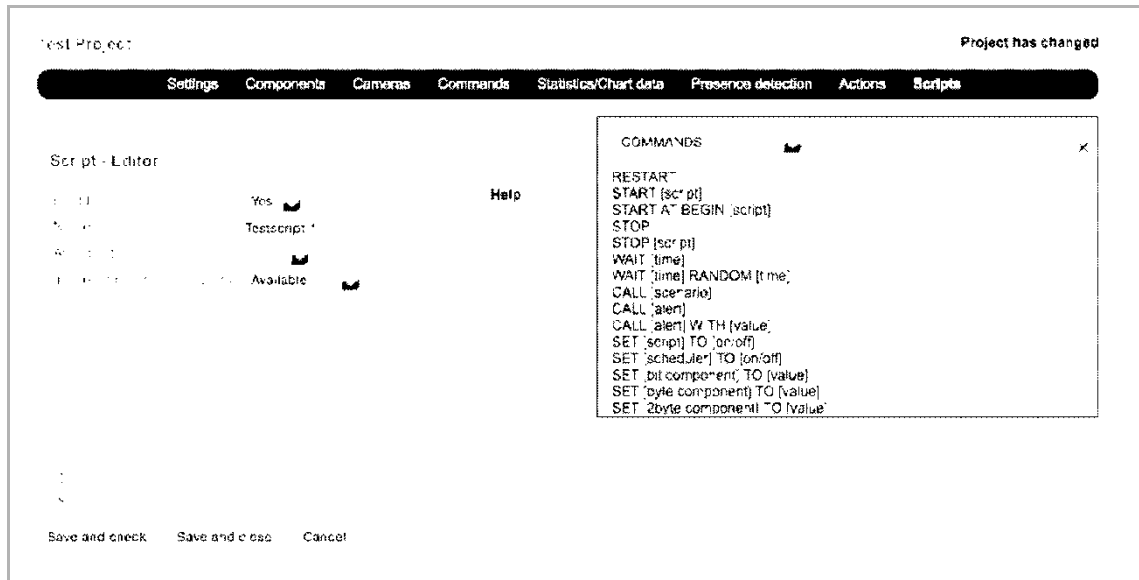 Test Project
Project has changed
Settings Components Cameras Commands Statistics/Chart data Presence detection Actions Scripts
Script - Editor
Yes
Help
Testscript 1
Available
COMMANDS
RESTART
START [script]
START AT BEGIN [script]
STOP
STOP [script]
WAIT [time]
WAIT [time] RANDOM [time]
CALL [scenario]
CALL [alert]
CALL [alert] WITH [value]
SET [script] TO [on/off]
SET [scheduler] TO [on/off]
SET [bit component] TO [value]
SET [byte component] TO [value]
SET [2byte component] TO [value]
Save and check Save and close Cancel